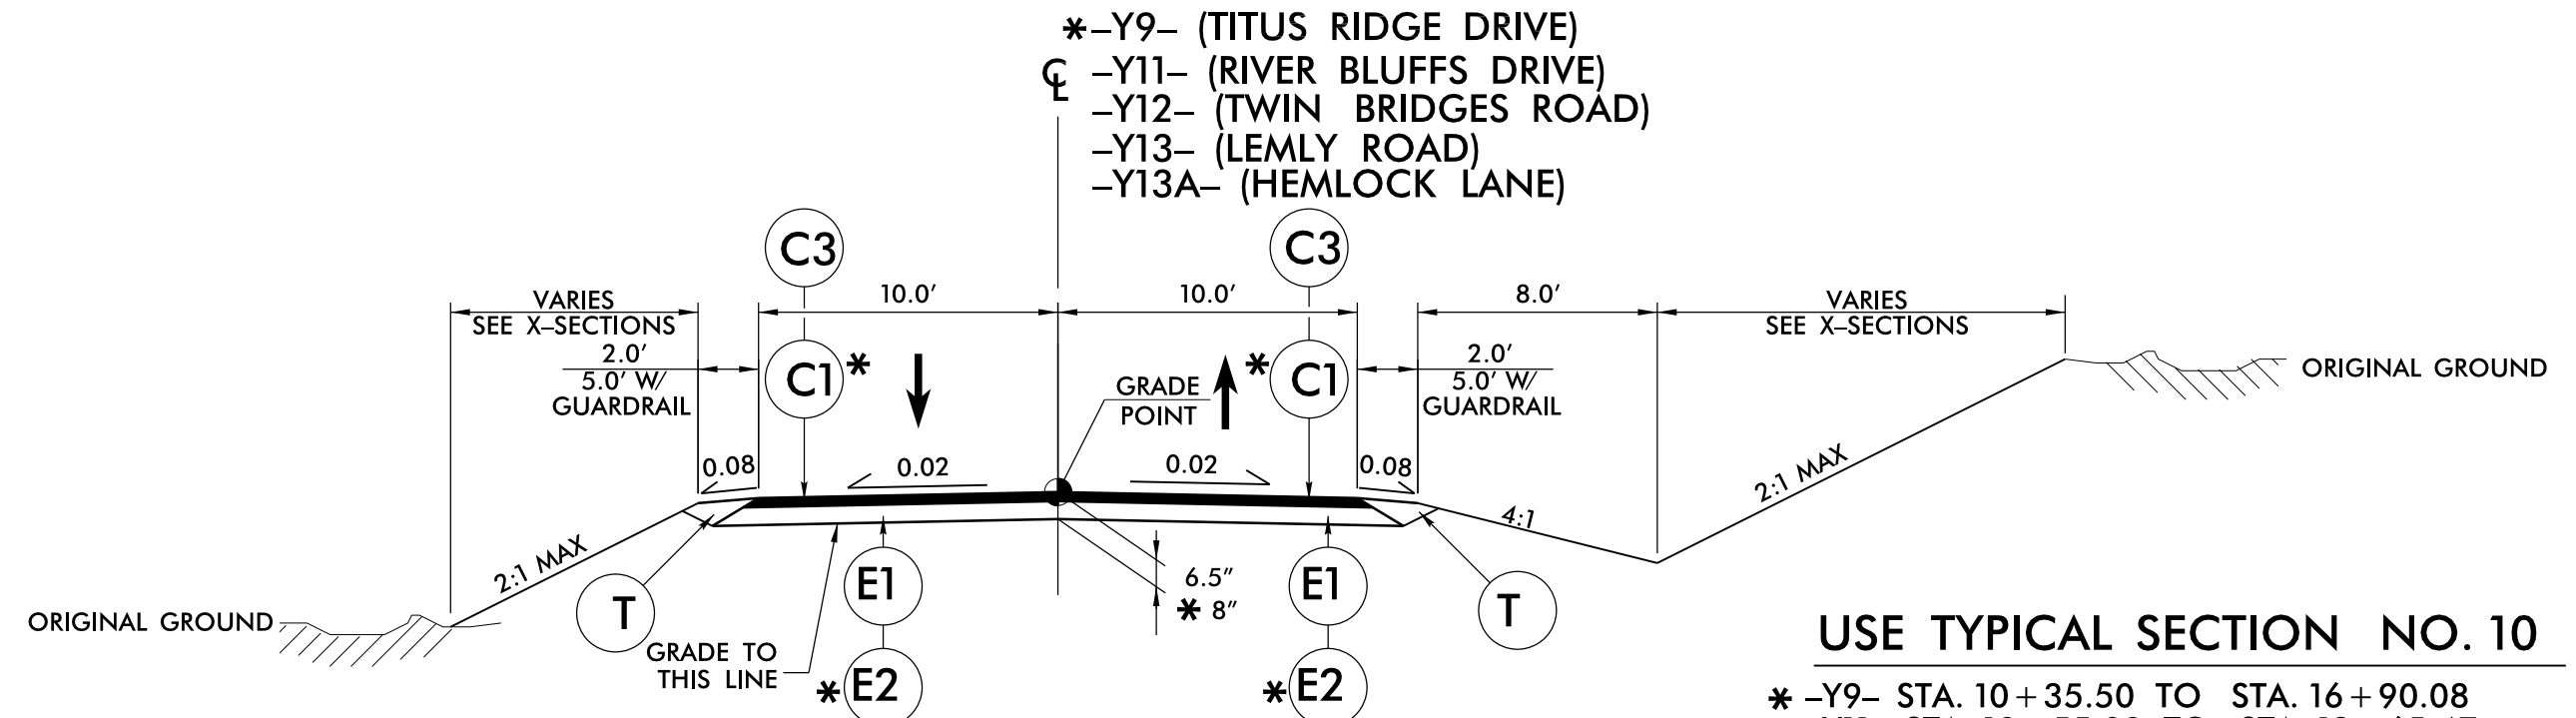 *–Y9– (TITUS RIDGE DRIVE)
℄ –Y11– (RIVER BLUFFS DRIVE)
–Y12– (TWIN BRIDGES ROAD)
–Y13– (LEMLY ROAD)
–Y13A– (HEMLOCK LANE)
C3
C3
VARIES
SEE X–SECTIONS
10.0'
10.0'
8.0'
VARIES
SEE X–SECTIONS
2.0'
5.0' W/
GUARDRAIL
C1 *
GRADE
POINT
* C1
2.0'
5.0' W/
GUARDRAIL
ORIGINAL GROUND
0.08
0.02
0.02
0.08
2:1 MAX
4:1
2:1 MAX
6.5"
* 8"
ORIGINAL GROUND
T
E1
E1
T
GRADE TO
THIS LINE
* E2
* E2
USE TYPICAL SECTION NO. 10
* –Y9– STA. 10+35.50 TO STA. 16+90.08